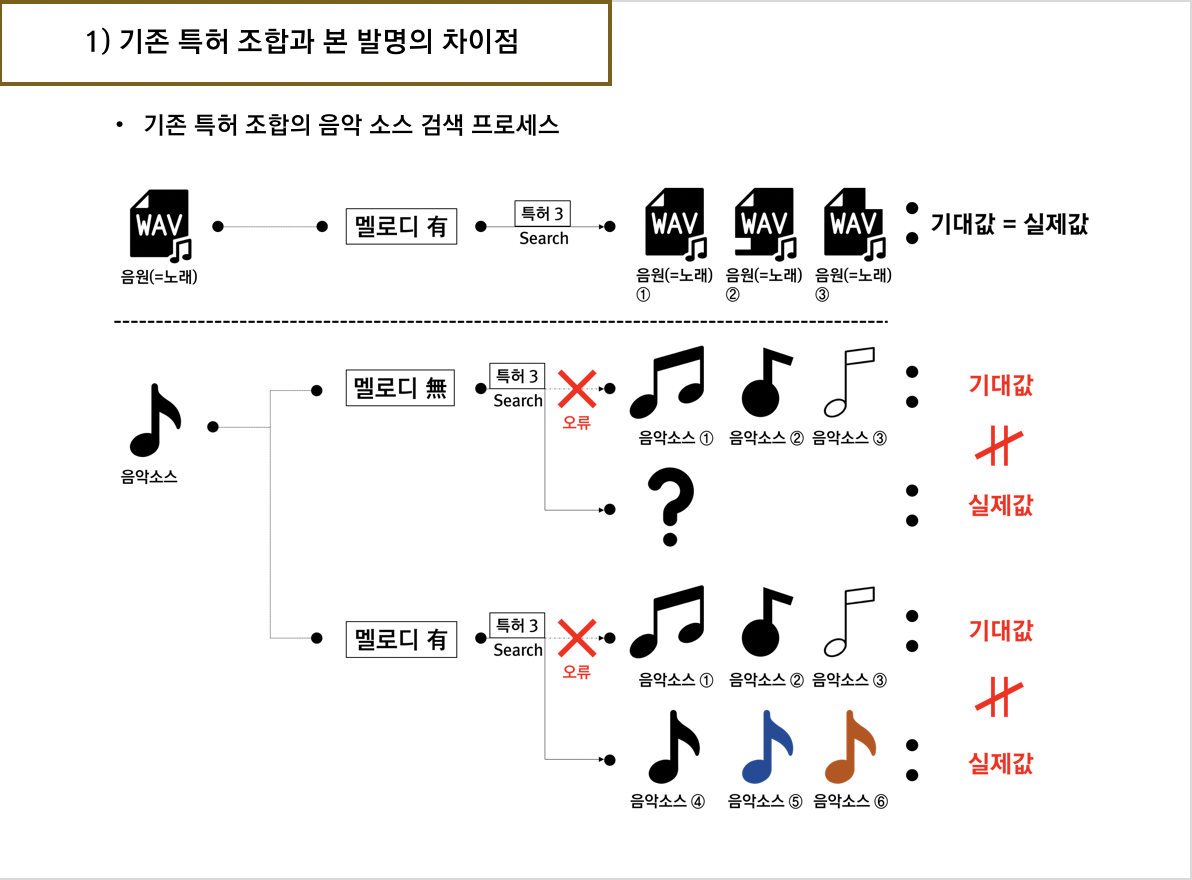 1) 기존 특허 조합과 본 발명의 차이점
• 기존 특허 조합의 음악 소스 검색 프로세스
WAV
음원(=노래)
멜로디 有
특허 3
Search
WAV
음원(=노래)
①
WAV
음원(=노래)
②
WAV
음원(=노래)
③
기대값 = 실제값
음악소스
멜로디 無
특허 3
Search
오류
음악소스 ①
음악소스 ②
음악소스 ③
기대값
?
실제값
멜로디 有
특허 3
Search
오류
음악소스 ①
음악소스 ②
음악소스 ③
기대값
음악소스 ④
음악소스 ⑤
음악소스 ⑥
실제값